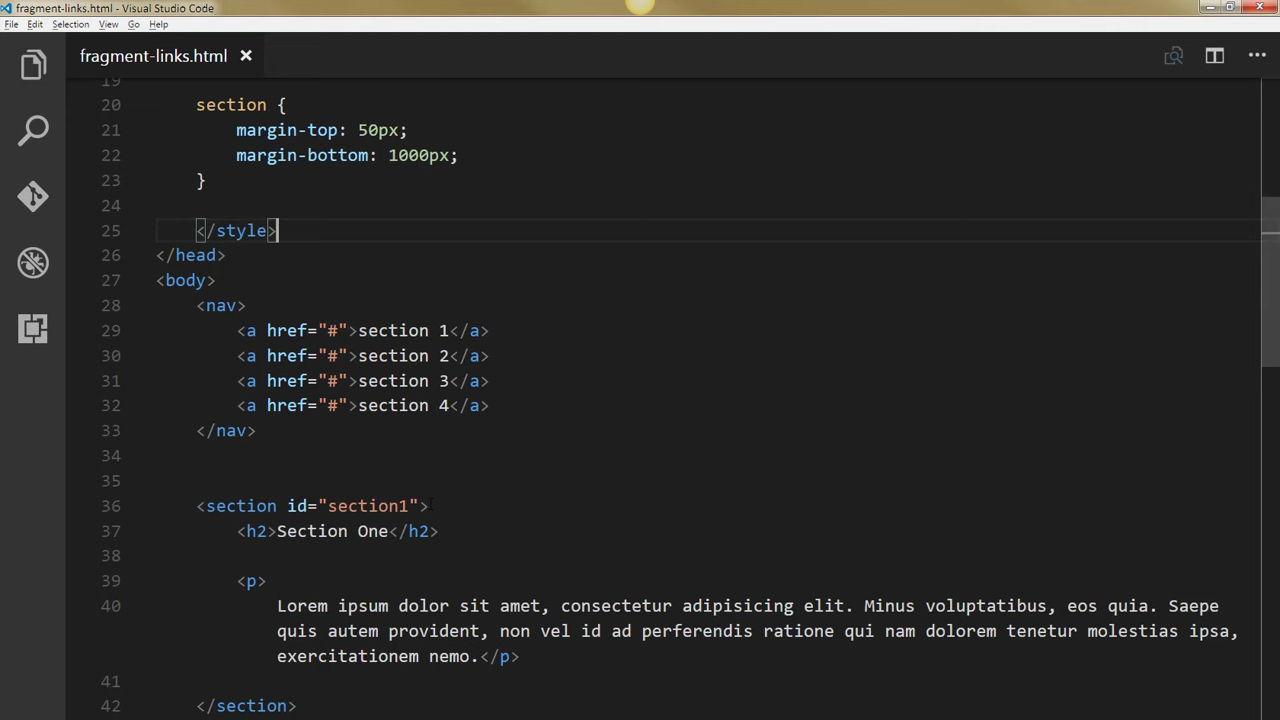 fragment-links.html - Visual Studio Code
File Edit Selection View Go Help
fragment-links.html
19
20 section {
21 margin-top: 50px;
22 margin-bottom: 1000px;
23 }
24
25 </style>
26 </head>
27 <body>
28 <nav>
29 <a href="#">section 1</a>
30 <a href="#">section 2</a>
31 <a href="#">section 3</a>
32 <a href="#">section 4</a>
33 </nav>
34
35
36 <section id="section1">
37 <h2>Section One</h2>
38
39 <p>
40 Lorem ipsum dolor sit amet, consectetur adipisicing elit. Minus voluptatibus, eos quia. Saepe
quis autem provident, non vel id ad perferendis ratione qui nam dolorem tenetur molestias ipsa,
exercitationem nemo.</p>
41
42 </section>